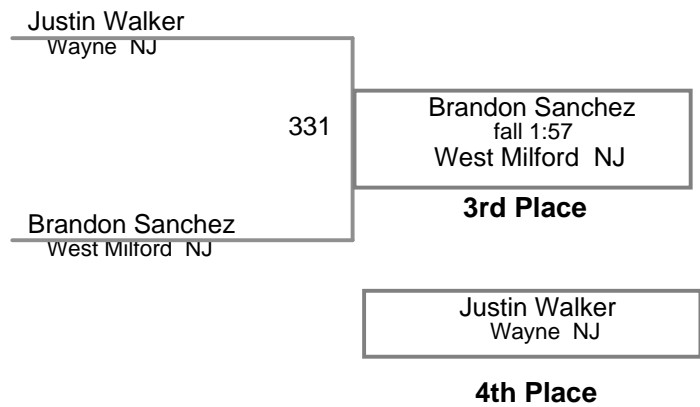 Justin Walker
Wayne NJ
331
Brandon Sanchez
fall 1:57
West Milford NJ
3rd Place
Brandon Sanchez
West Milford NJ
Justin Walker
Wayne NJ
4th Place